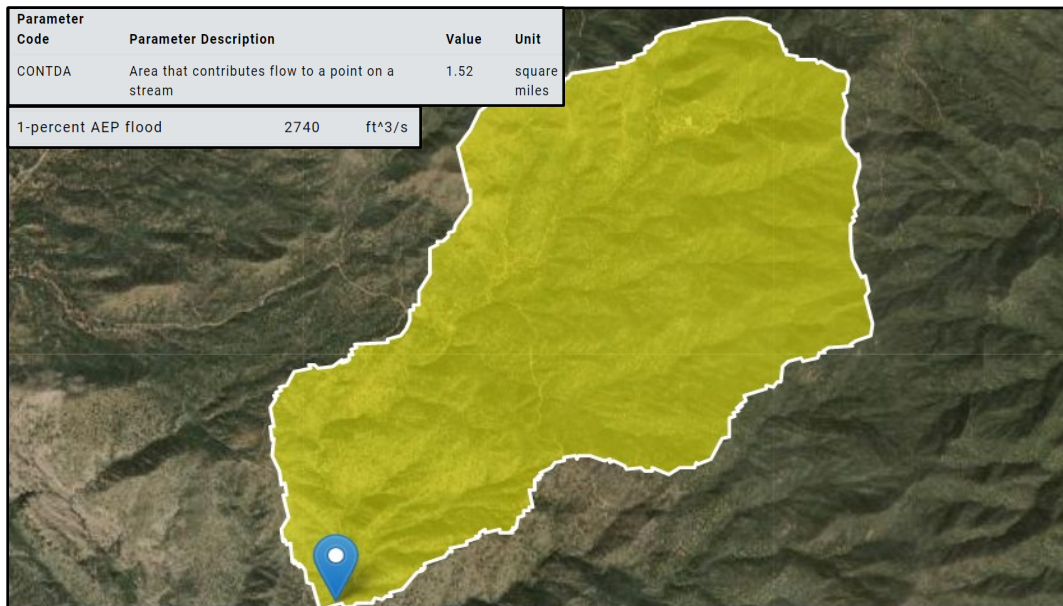 Parameter
Code Parameter Description Value Unit
CONTDA Area that contributes flow to a point on a 1.52 square
stream miles
1-percent AEP flood 2740 ft^3/s